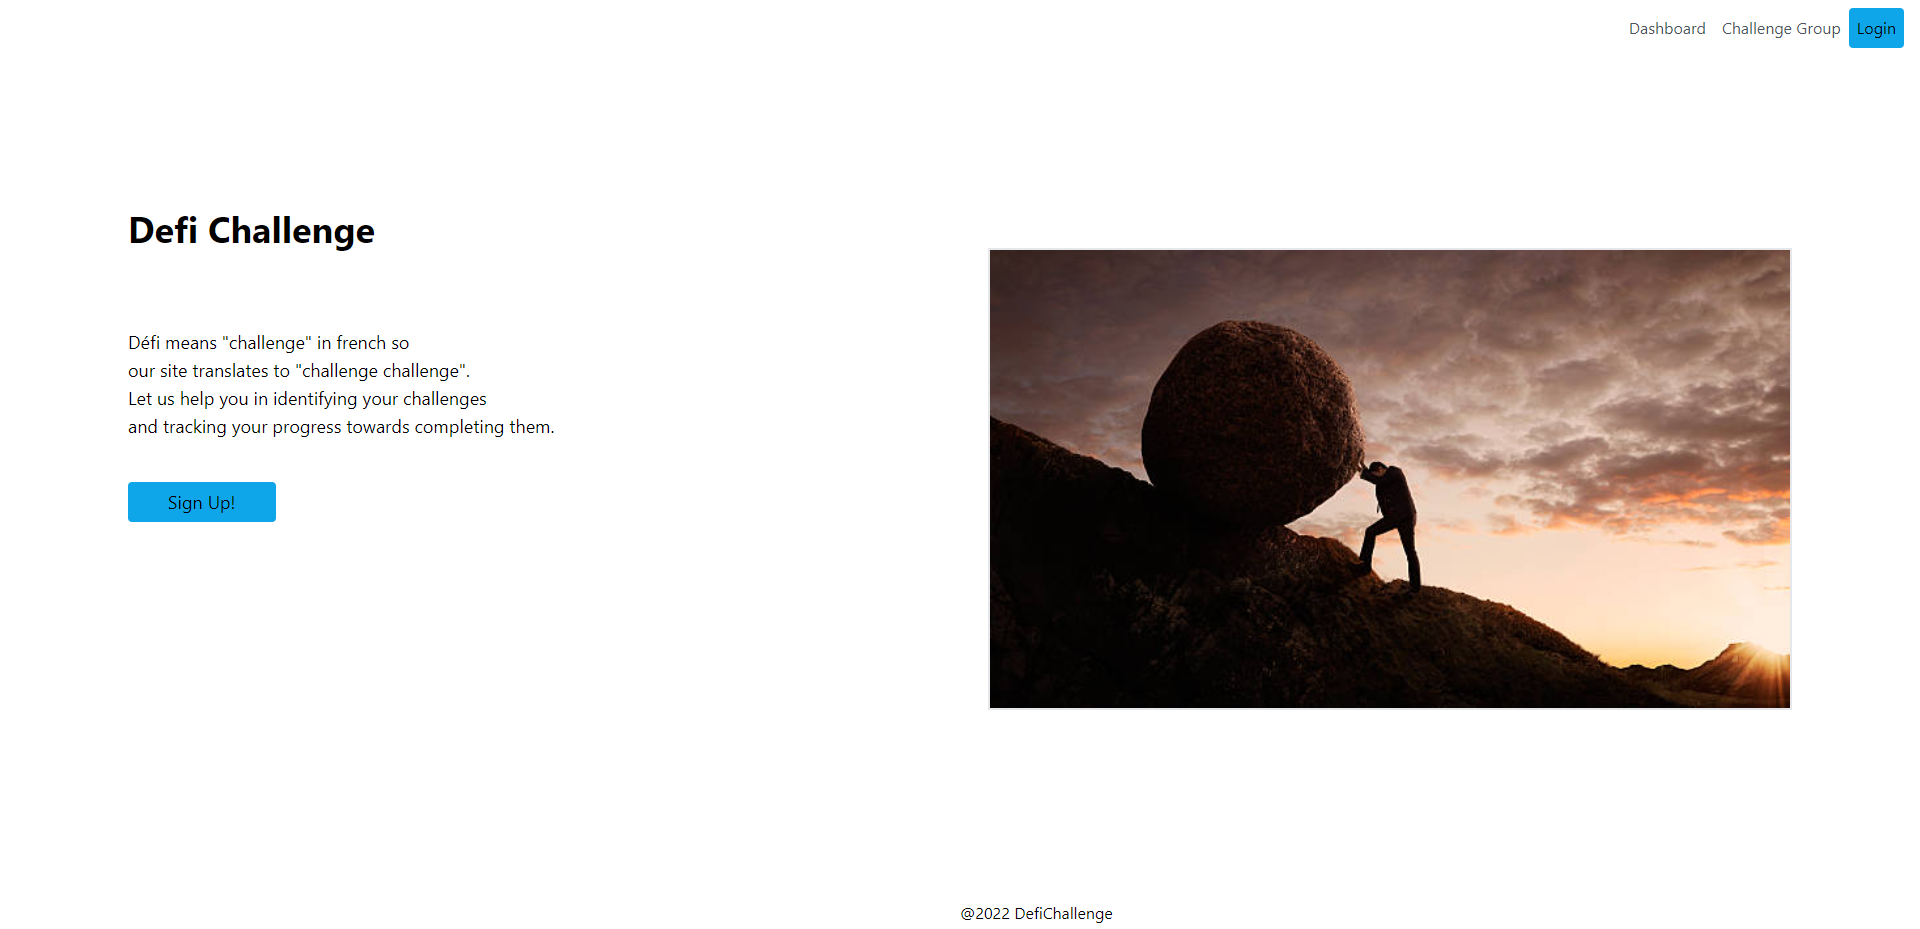 Dashboard Challenge Group Login
Defi Challenge
Défi means "challenge" in french so
our site translates to "challenge challenge".
Let us help you in identifying your challenges
and tracking your progress towards completing them.
Sign Up!
@2022 DefiChallenge